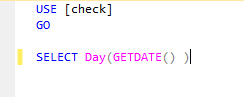 USE [check]
GO
SELECT Day(GETDATE() )